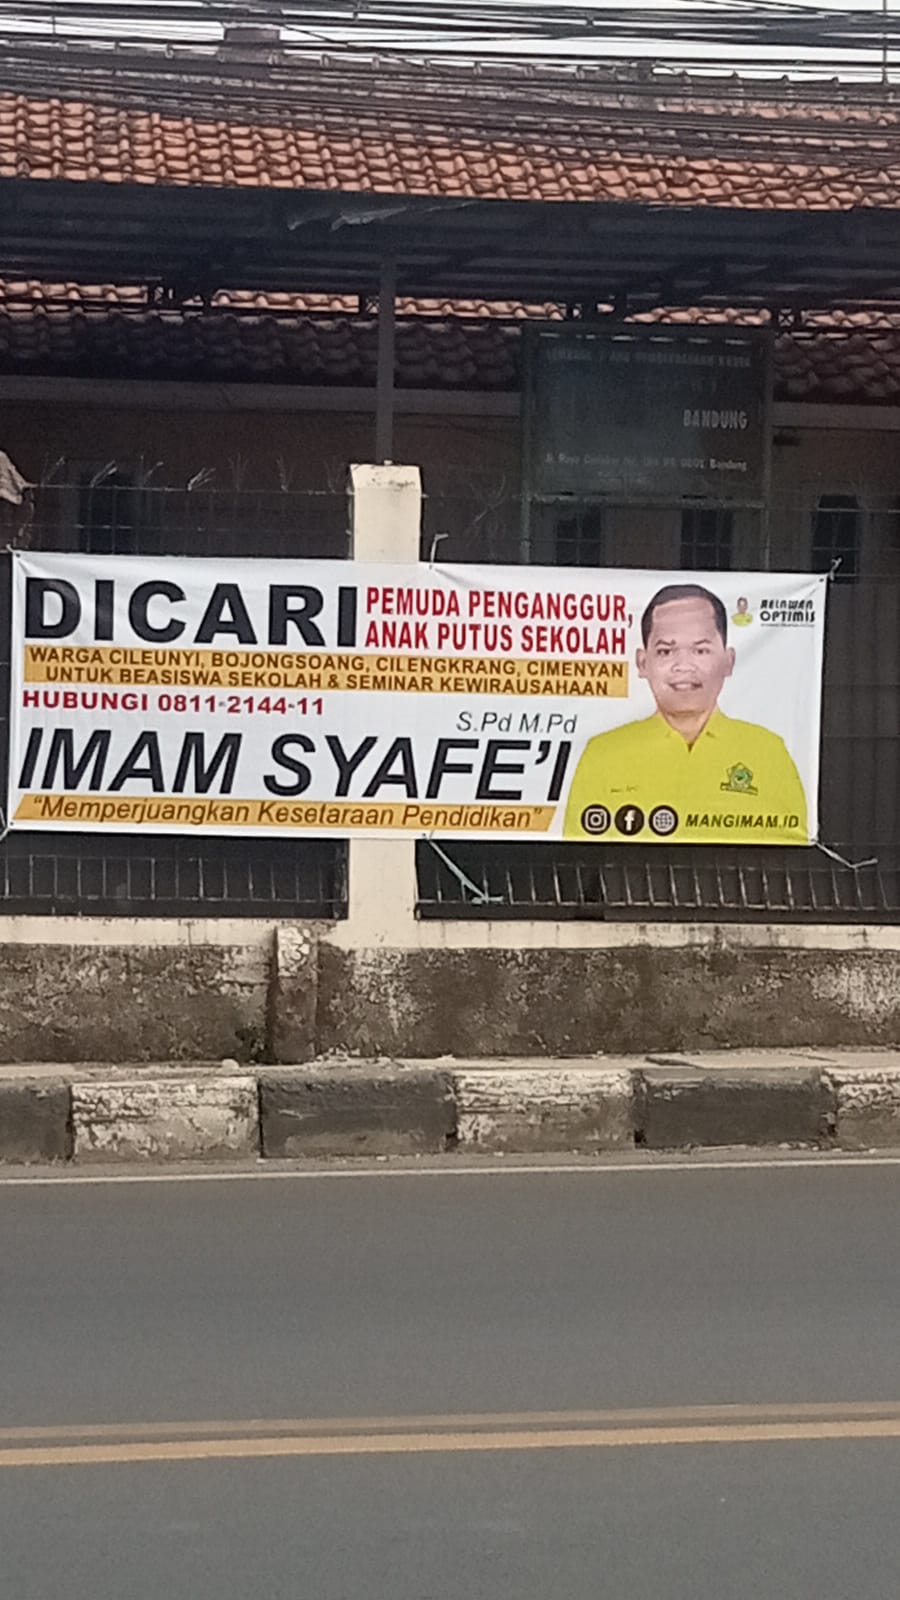 BANDUNG
DICARI
PEMUDA PENGANGGUR,
ANAK PUTUS SEKOLAH
WARGA CILEUNYI, BOJONGSOANG, CILENGKRANG, CIMENYAN
UNTUK BEASISWA SEKOLAH & SEMINAR KEWIRAUSAHAAN
HUBUNGI 0811-2144-11
S.Pd M.Pd
IMAM SYAFE'I
"Memperjuangkan Kesetaraan Pendidikan"
RELAWAN
OPTIMIS
MANGIMAM.ID